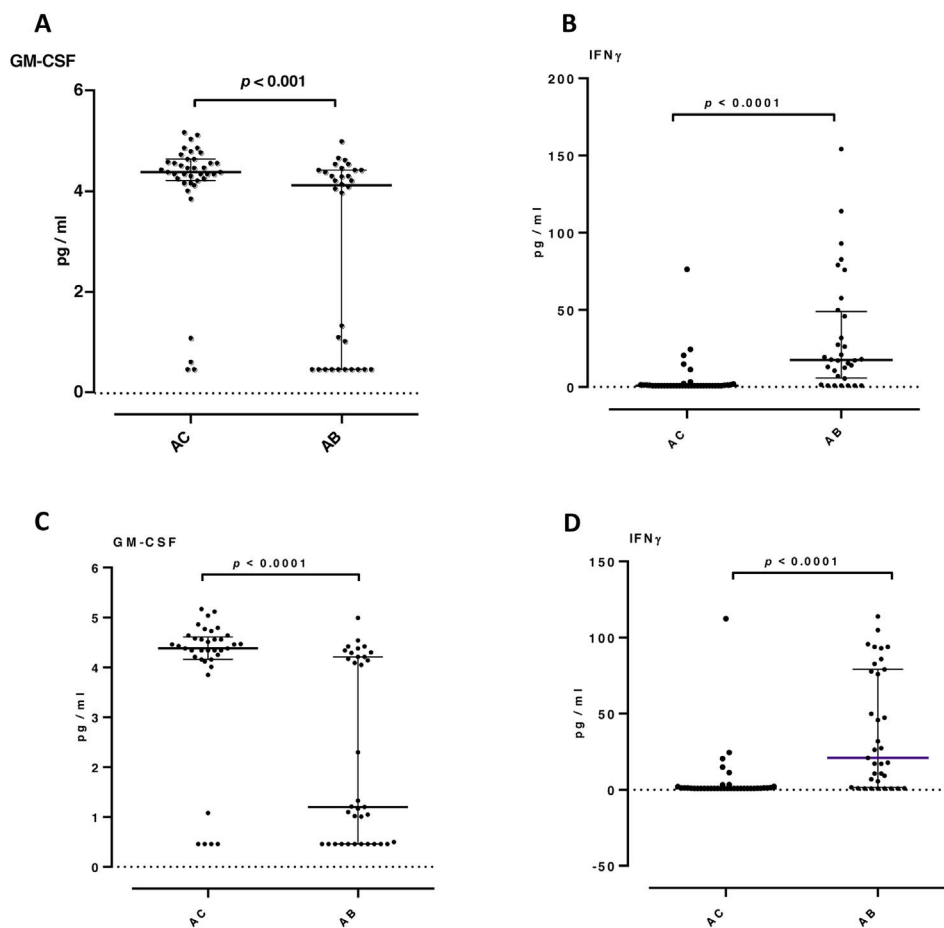 A
GM-CSF
p < 0.001
6
4
2
0
pg / ml
AC
AB
B
IFNγ
p < 0.0001
200
150
100
50
0
pg / ml
AC
AB
C
GM-CSF
p < 0.0001
6
5
4
3
2
1
0
pg / ml
AC
AB
D
IFNγ
p < 0.0001
150
100
50
0
-50
pg / ml
AC
AB